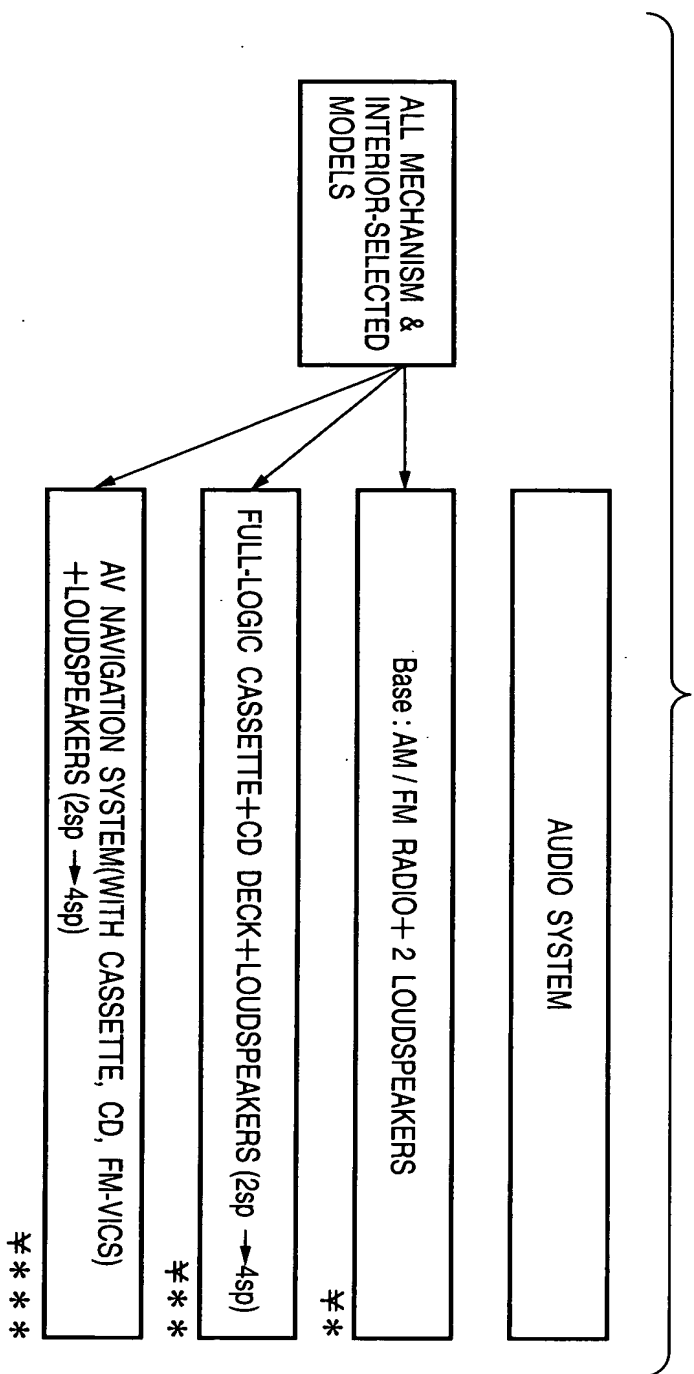 AUDIO SYSTEM
ALL MECHANISM &
INTERIOR-SELECTED
MODELS
Base : AM / FM RADIO+ 2 LOUDSPEAKERS
¥*
FULL-LOGIC CASSETTE+CD DECK+LOUDSPEAKERS (2sp →4sp)
¥**
AV NAVIGATION SYSTEM(WITH CASSETTE, CD, FM-VICS)
+LOUDSPEAKERS (2sp →4sp)
¥***